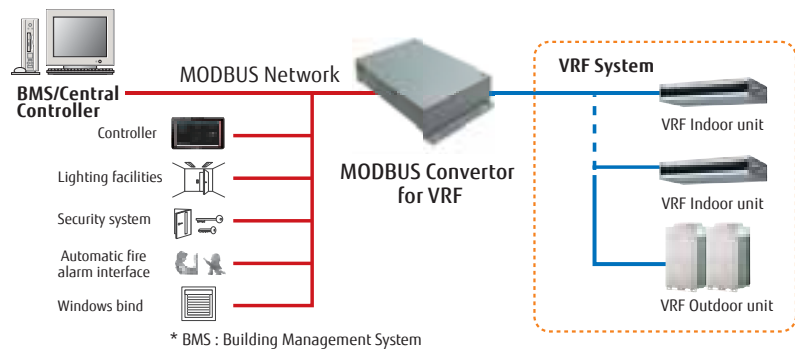 BMS/Central
Controller
MODBUS Network
Controller
Lighting facilities
Security system
Automatic fire
alarm interface
Windows bind
* BMS : Building Management System
MODBUS Convertor
for VRF
VRF System
VRF Indoor unit
VRF Indoor unit
VRF Outdoor unit